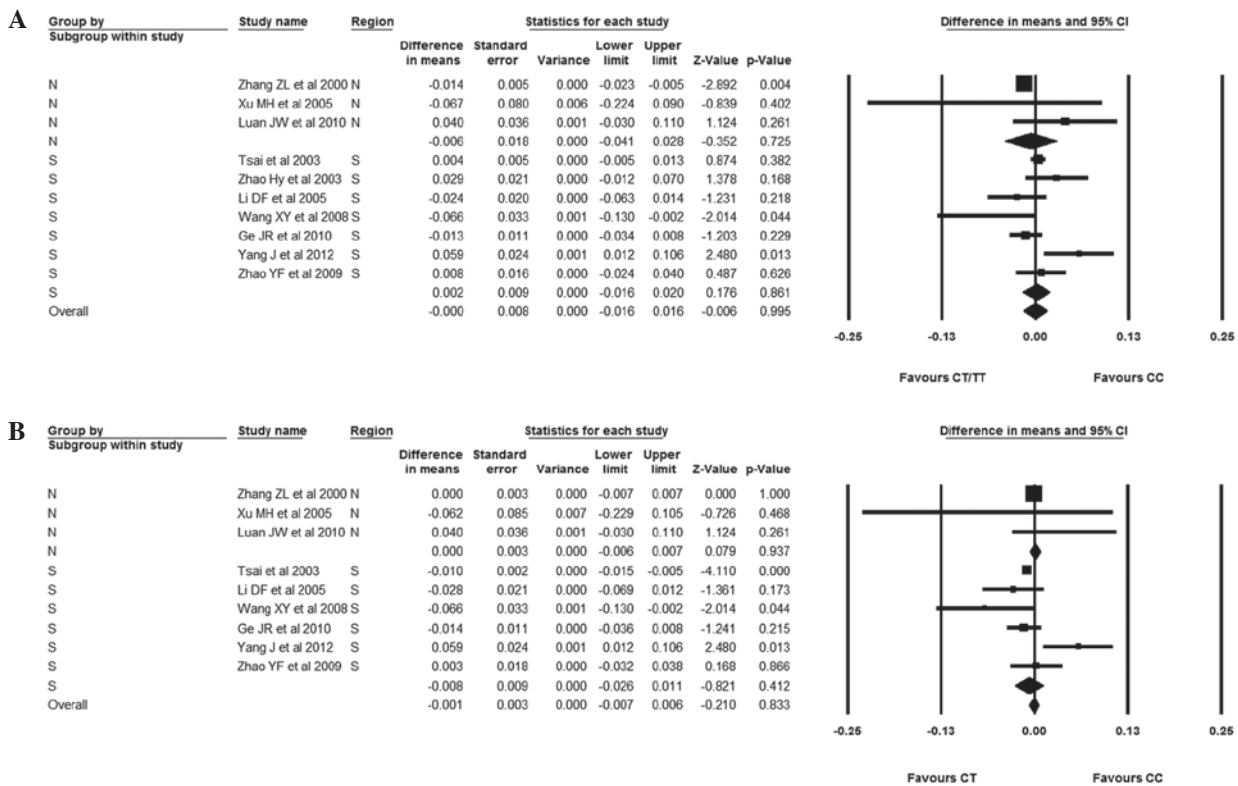 A
Group by Study name Region Statistics for each study Difference in means and 95% CI
Subgroup within study
Difference Standard Lower Upper
in means error Variance limit limit Z-Value p-Value
N Zhang ZL et al 2000 N -0.014 0.005 0.000 -0.023 -0.005 -2.892 0.004
N Xu MH et al 2005 N -0.067 0.080 0.006 -0.224 0.090 -0.839 0.402
N Luan JW et al 2010 N 0.040 0.036 0.001 -0.030 0.110 1.124 0.261
N -0.006 0.018 0.000 -0.041 0.028 -0.352 0.725
S Tsai et al 2003 S 0.004 0.005 0.000 -0.005 0.013 0.874 0.382
S Zhao Hy et al 2003 S 0.029 0.021 0.000 -0.012 0.070 1.378 0.168
S Li DF et al 2005 S -0.024 0.020 0.000 -0.063 0.014 -1.231 0.218
S Wang XY et al 2008 S -0.066 0.033 0.001 -0.130 -0.002 -2.014 0.044
S Ge JR et al 2010 S -0.013 0.011 0.000 -0.034 0.008 -1.203 0.229
S Yang J et al 2012 S 0.059 0.024 0.001 0.012 0.106 2.480 0.013
S Zhao YF et al 2009 S 0.008 0.016 0.000 -0.024 0.040 0.487 0.626
S 0.002 0.009 0.000 -0.016 0.020 0.176 0.861
Overall -0.000 0.008 0.000 -0.016 0.016 -0.006 0.995
-0.25 -0.13 0.00 0.13 0.25
Favours CT/TT Favours CC
B
Group by Study name Region Statistics for each study Difference in means and 95% CI
Subgroup within study
Difference Standard Lower Upper
in means error Variance limit limit Z-Value p-Value
N Zhang ZL et al 2000 N 0.000 0.003 0.000 -0.007 0.007 0.000 1.000
N Xu MH et al 2005 N -0.062 0.085 0.007 -0.229 0.105 -0.726 0.468
N Luan JW et al 2010 N 0.040 0.036 0.001 -0.030 0.110 1.124 0.261
N 0.000 0.003 0.000 -0.006 0.007 0.079 0.937
S Tsai et al 2003 S -0.010 0.002 0.000 -0.015 -0.005 -4.110 0.000
S Li DF et al 2005 S -0.028 0.021 0.000 -0.069 0.012 -1.361 0.173
S Wang XY et al 2008 S -0.066 0.033 0.001 -0.130 -0.002 -2.014 0.044
S Ge JR et al 2010 S -0.014 0.011 0.000 -0.036 0.008 -1.241 0.215
S Yang J et al 2012 S 0.059 0.024 0.001 0.012 0.106 2.480 0.013
S Zhao YF et al 2009 S 0.003 0.018 0.000 -0.032 0.038 0.168 0.866
S -0.008 0.009 0.000 -0.026 0.011 -0.821 0.412
Overall -0.001 0.003 0.000 -0.007 0.006 -0.210 0.833
-0.25 -0.13 0.00 0.13 0.25
Favours CT Favours CC